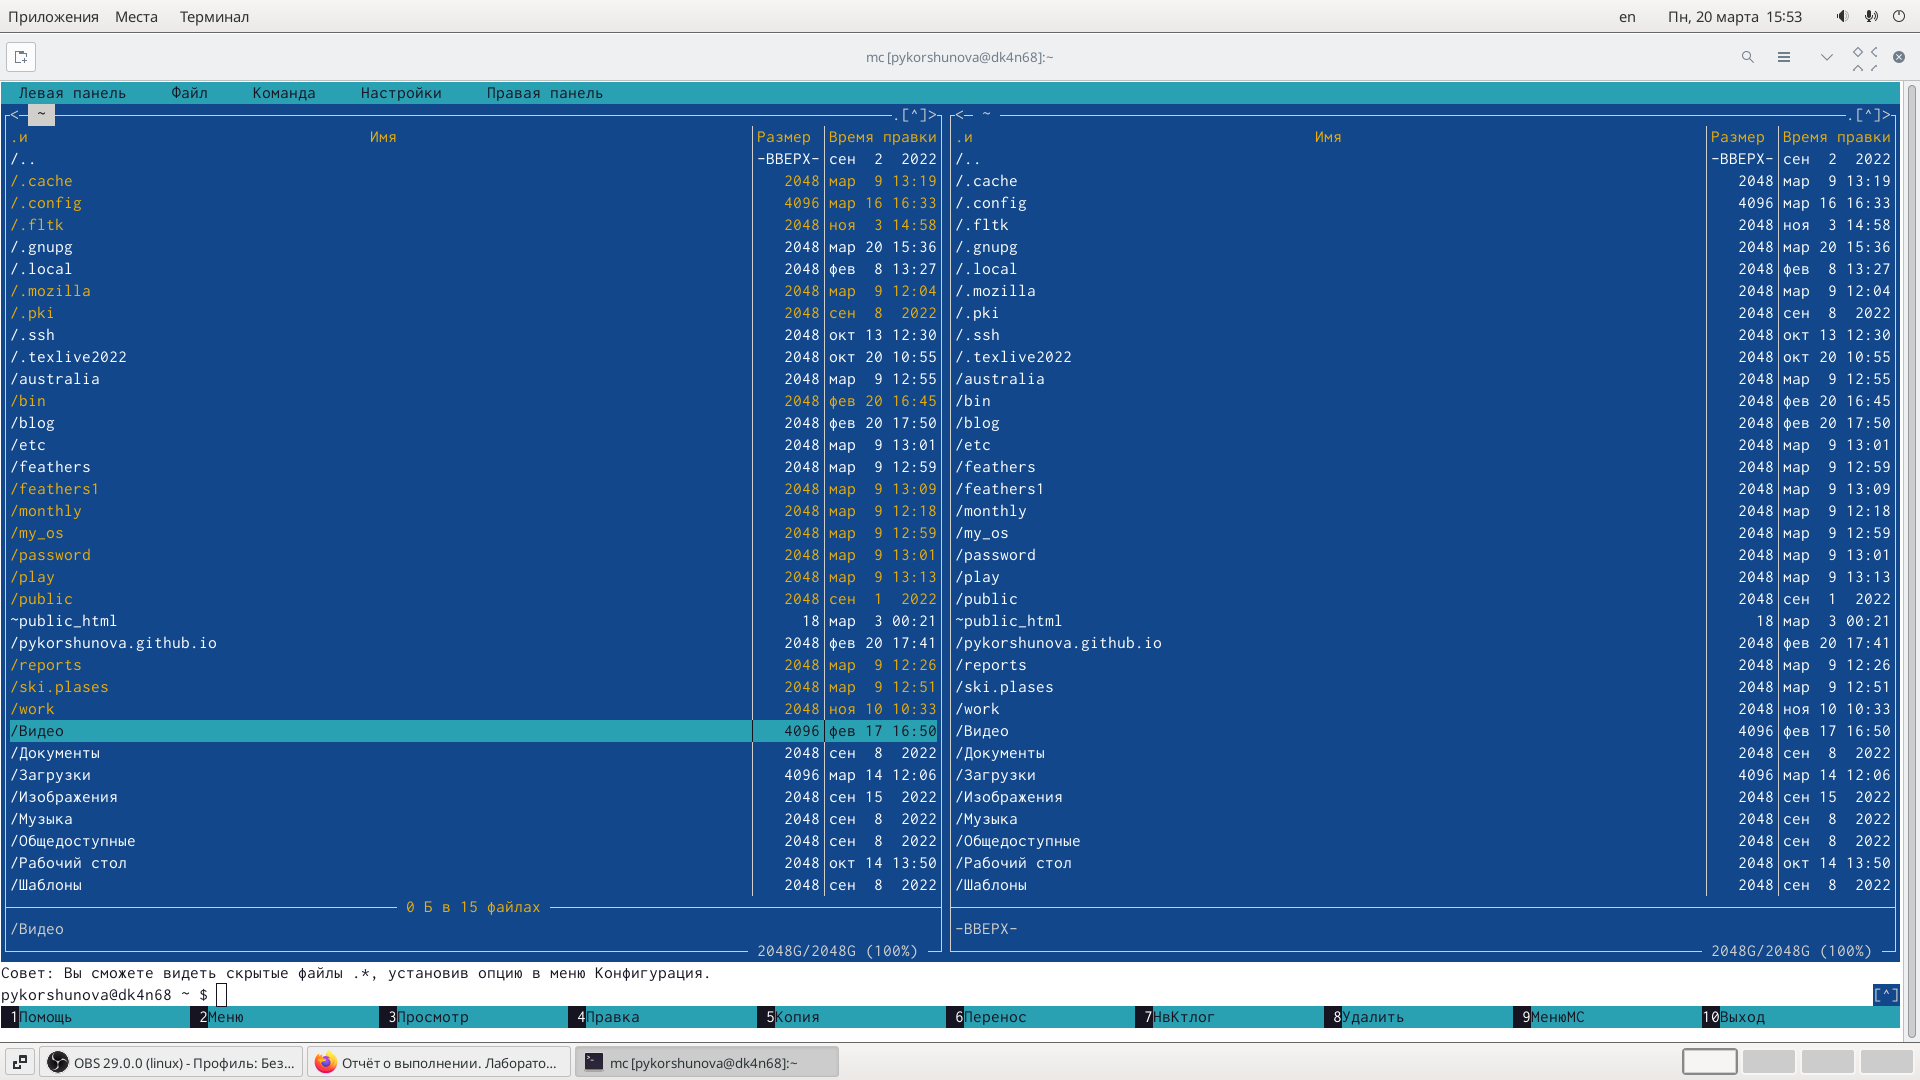 Приложения Места Терминал en Пн, 20 марта 15:53
mc [pykorshunova@dk4n68]:~
Левая панель Файл Команда Настройки Правая панель
<─ ~ .[^]> <─ ~ .[^]>
.и Имя Размер Время правки .и Имя Размер Время правки
/.. -ВВЕРХ- сен 2 2022 /.. -ВВЕРХ- сен 2 2022
/.cache 2048 мар 9 13:19 /.cache 2048 мар 9 13:19
/.config 4096 мар 16 16:33 /.config 4096 мар 16 16:33
/.fltk 2048 ноя 3 14:58 /.fltk 2048 ноя 3 14:58
/.gnupg 2048 мар 20 15:36 /.gnupg 2048 мар 20 15:36
/.local 2048 фев 8 13:27 /.local 2048 фев 8 13:27
/.mozilla 2048 мар 9 12:04 /.mozilla 2048 мар 9 12:04
/.pki 2048 сен 8 2022 /.pki 2048 сен 8 2022
/.ssh 2048 окт 13 12:30 /.ssh 2048 окт 13 12:30
/.texlive2022 2048 окт 20 10:55 /.texlive2022 2048 окт 20 10:55
/australia 2048 мар 9 12:55 /australia 2048 мар 9 12:55
/bin 2048 фев 20 16:45 /bin 2048 фев 20 16:45
/blog 2048 фев 20 17:50 /blog 2048 фев 20 17:50
/etc 2048 мар 9 13:01 /etc 2048 мар 9 13:01
/feathers 2048 мар 9 12:59 /feathers 2048 мар 9 12:59
/feathers1 2048 мар 9 13:09 /feathers1 2048 мар 9 13:09
/monthly 2048 мар 9 12:18 /monthly 2048 мар 9 12:18
/my_os 2048 мар 9 12:59 /my_os 2048 мар 9 12:59
/password 2048 мар 9 13:01 /password 2048 мар 9 13:01
/play 2048 мар 9 13:13 /play 2048 мар 9 13:13
/public 2048 сен 1 2022 /public 2048 сен 1 2022
~public_html 18 мар 3 00:21 ~public_html 18 мар 3 00:21
/pykorshunova.github.io 2048 фев 20 17:41 /pykorshunova.github.io 2048 фев 20 17:41
/reports 2048 мар 9 12:26 /reports 2048 мар 9 12:26
/ski.plases 2048 мар 9 12:51 /ski.plases 2048 мар 9 12:51
/work 2048 ноя 10 10:33 /work 2048 ноя 10 10:33
/Видео 4096 фев 17 16:50 /Видео 4096 фев 17 16:50
/Документы 2048 сен 8 2022 /Документы 2048 сен 8 2022
/Загрузки 4096 мар 14 12:06 /Загрузки 4096 мар 14 12:06
/Изображения 2048 сен 15 2022 /Изображения 2048 сен 15 2022
/Музыка 2048 сен 8 2022 /Музыка 2048 сен 8 2022
/Общедоступные 2048 сен 8 2022 /Общедоступные 2048 сен 8 2022
/Рабочий стол 2048 окт 14 13:50 /Рабочий стол 2048 окт 14 13:50
/Шаблоны 2048 сен 8 2022 /Шаблоны 2048 сен 8 2022
0 Б в 15 файлах
/Видео -ВВЕРХ-
2048G/2048G (100%) 2048G/2048G (100%)
Совет: Вы сможете видеть скрытые файлы .*, установив опцию в меню Конфигурация.
pykorshunova@dk4n68 ~ $ [^]
1Помощь 2Меню 3Просмотр 4Правка 5Копия 6Перенос 7НвКтлог 8Удалить 9МенюМС 10Выход
OBS 29.0.0 (linux) - Профиль: Без... Отчёт о выполнении. Лаборато... mc [pykorshunova@dk4n68]:~